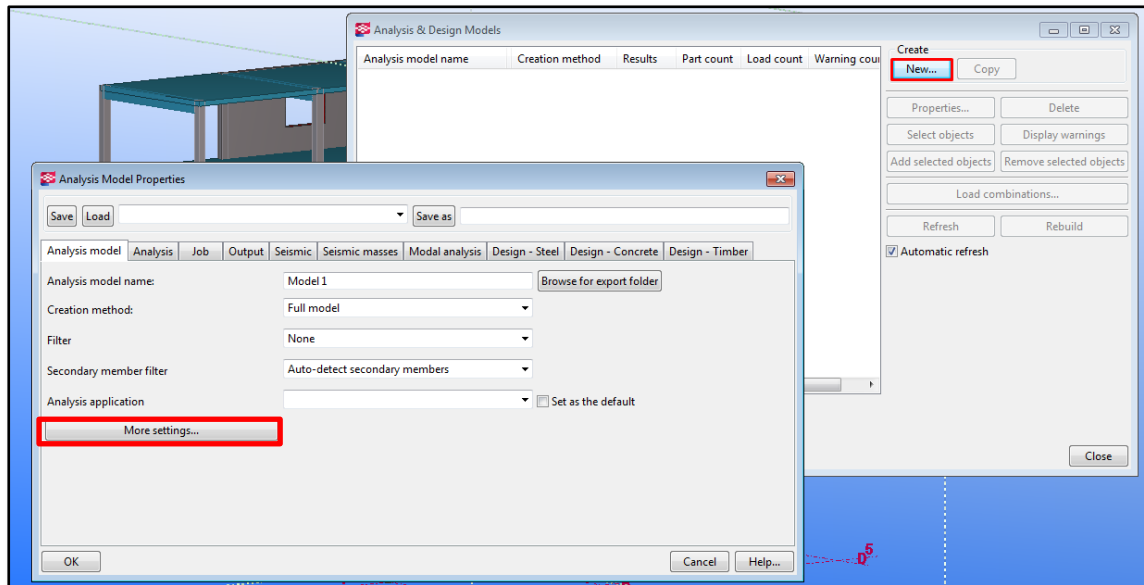 Analysis & Design Models
Analysis model name Creation method Results Part count Load count Warning coun
Create
New... Copy
Properties... Delete
Select objects Display warnings
Add selected objects Remove selected objects
Load combinations...
Refresh Rebuild
Automatic refresh
Close
Analysis Model Properties
Save Load Save as
Analysis model Analysis Job Output Seismic Seismic masses Modal analysis Design - Steel Design - Concrete Design - Timber
Analysis model name: Model 1 Browse for export folder
Creation method: Full model
Filter None
Secondary member filter Auto-detect secondary members
Analysis application Set as the default
More settings...
OK Cancel Help...
D 5